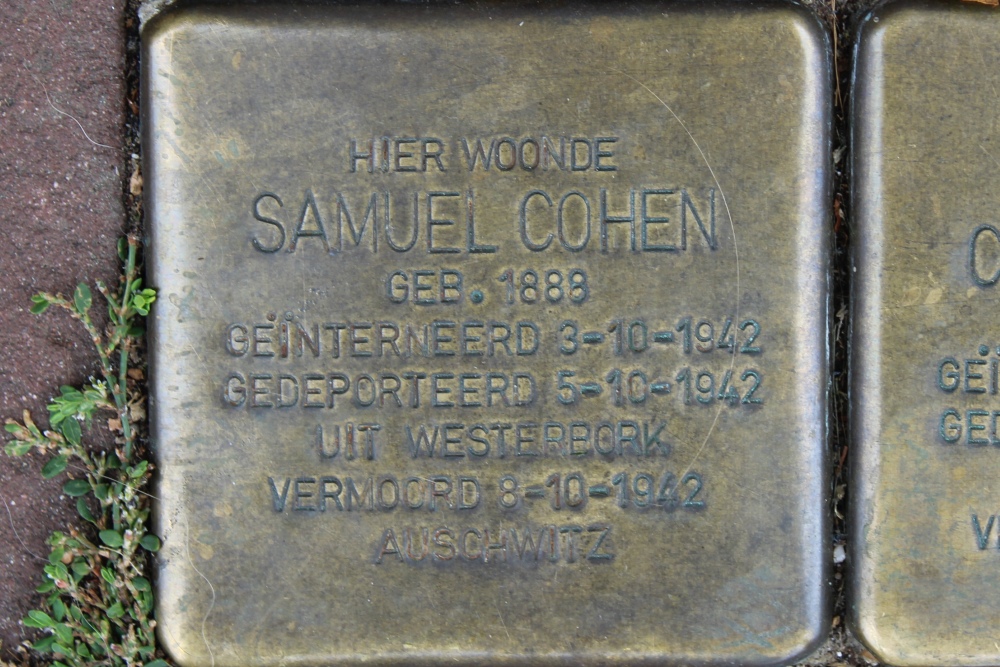 HIER WOONDE
SAMUEL COHEN
GEB. 1888
GEÏNTERNEERD 3-10-1942
GEDEPORTEERD 5-10-1942
UIT WESTERBORK
VERMOORD 8-10-1942
AUSCHWITZ